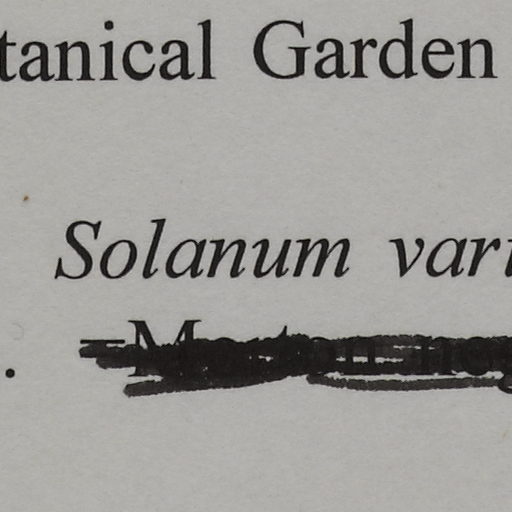 tanical Garden
Solanum vari
.